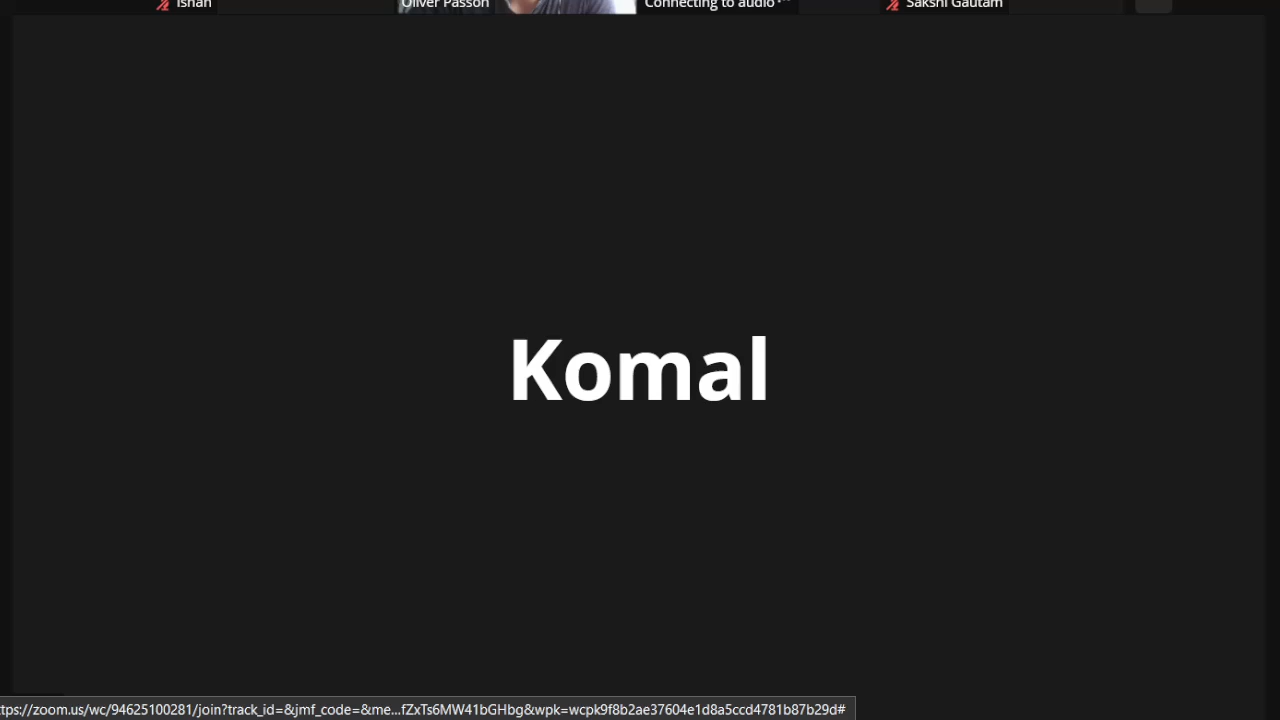 Ishan
Oliver Passon
Connecting to audio
Sakshi Gautam
Komal
tps://zoom.us/wc/94625100281/join?track_id=&jmf_code=&me...fZxTs6MW41bGHbg&wpk=wcpk9f8b2ae37604e1d8a5ccd4781b87b29d#